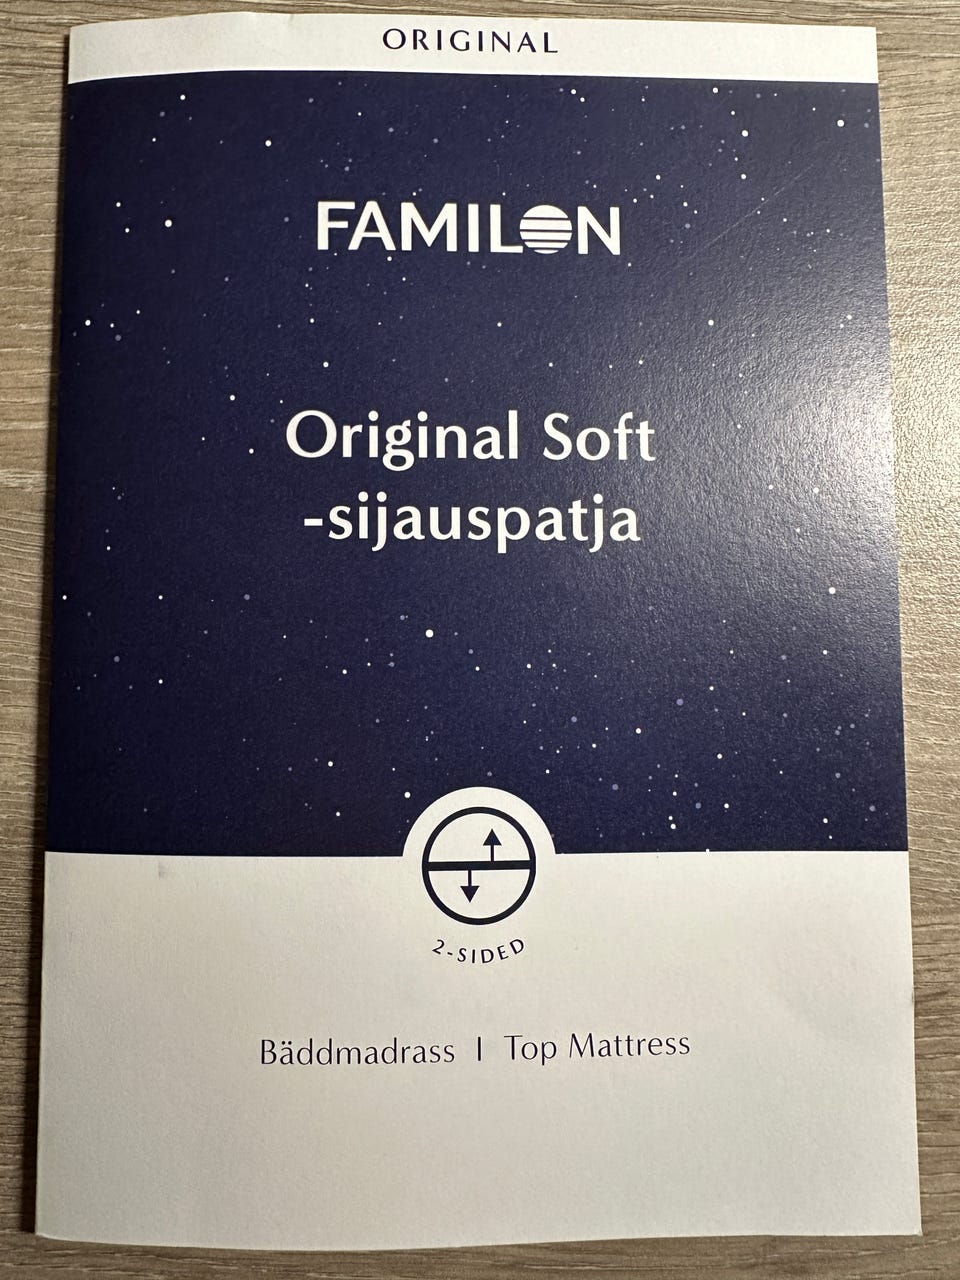 ORIGINAL
FAMILON
Original Soft
-sijauspatja
2-SIDED
Bäddmadrass | Top Mattress